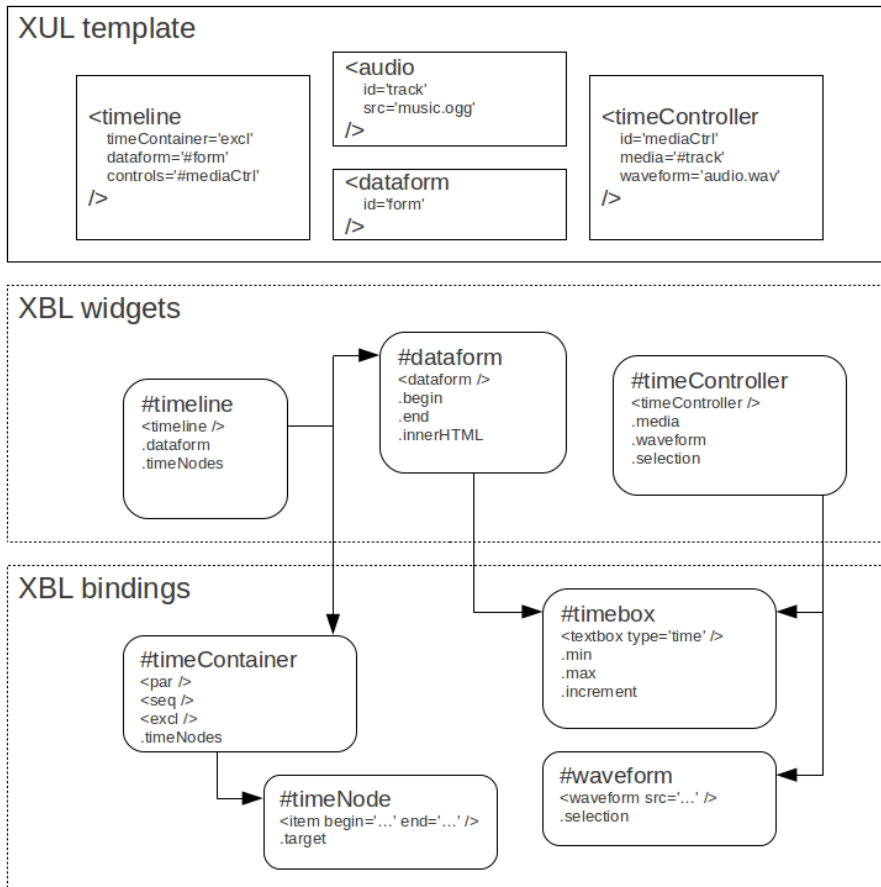 XUL template
<timeline
timeContainer='excl'
dataform='#form'
controls='#mediaCtrl'
/>
<audio
id='track'
src='music.ogg'
/>
<dataform
id='form'
/>
<timeController
id='mediaCtrl'
media='#track'
waveform='audio.wav'
/>
XBL widgets
#timeline
<timeline />
.dataform
.timeNodes
#dataform
<dataform />
.begin
.end
.innerHTML
#timeController
<timeController />
.media
.waveform
.selection
XBL bindings
#timeContainer
<par />
<seq />
<excl />
.timeNodes
#timeNode
<item begin='...' end='...' />
.target
#timebox
<textbox type='time' />
.min
.max
.increment
#waveform
<waveform src='...' />
.selection